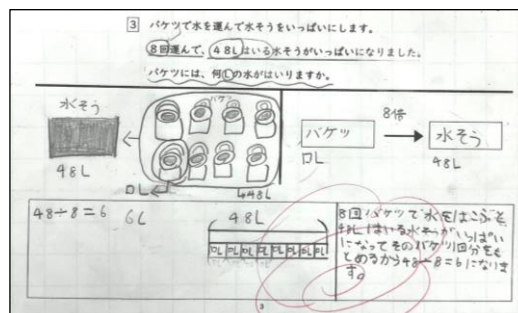 3 バケツで水を運んで水そうをいっぱいにします。
8回運んで、48Lはいる水そうがいっぱいになりました。
バケツには、何Lの水がはいりますか。
水そう
48L
バケツ
□L
48L
バケツ
□L
8倍
水そう
48L
48÷8=6 6L
48L
□L □L □L □L □L □L □L □L
8回バケツで水をはこぶと
48Lはいる水そうがいっぱい
になってそのバケツ1回分をも
とめるから48÷8=6になりま
す。
3